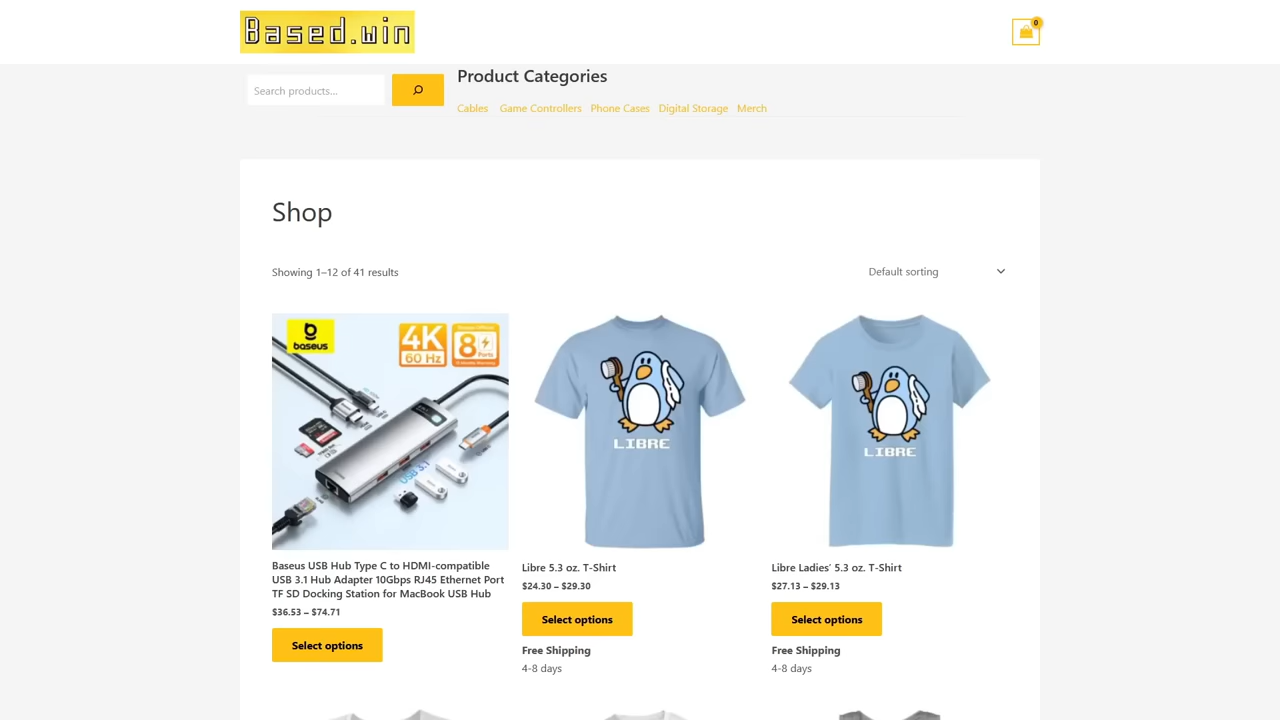 Based.win
0
Search products...
Product Categories
Cables Game Controllers Phone Cases Digital Storage Merch
Shop
Showing 1–12 of 41 results
Default sorting
baseus
4K
60 Hz
8
Ports
USB 3.1
LIBRE
LIBRE
Baseus USB Hub Type C to HDMI-compatible
USB 3.1 Hub Adapter 10Gbps RJ45 Ethernet Port
TF SD Docking Station for MacBook USB Hub
$36.53 – $74.71
Select options
Libre 5.3 oz. T-Shirt
$24.30 – $29.30
Select options
Free Shipping
4-8 days
Libre Ladies’ 5.3 oz. T-Shirt
$27.13 – $29.13
Select options
Free Shipping
4-8 days